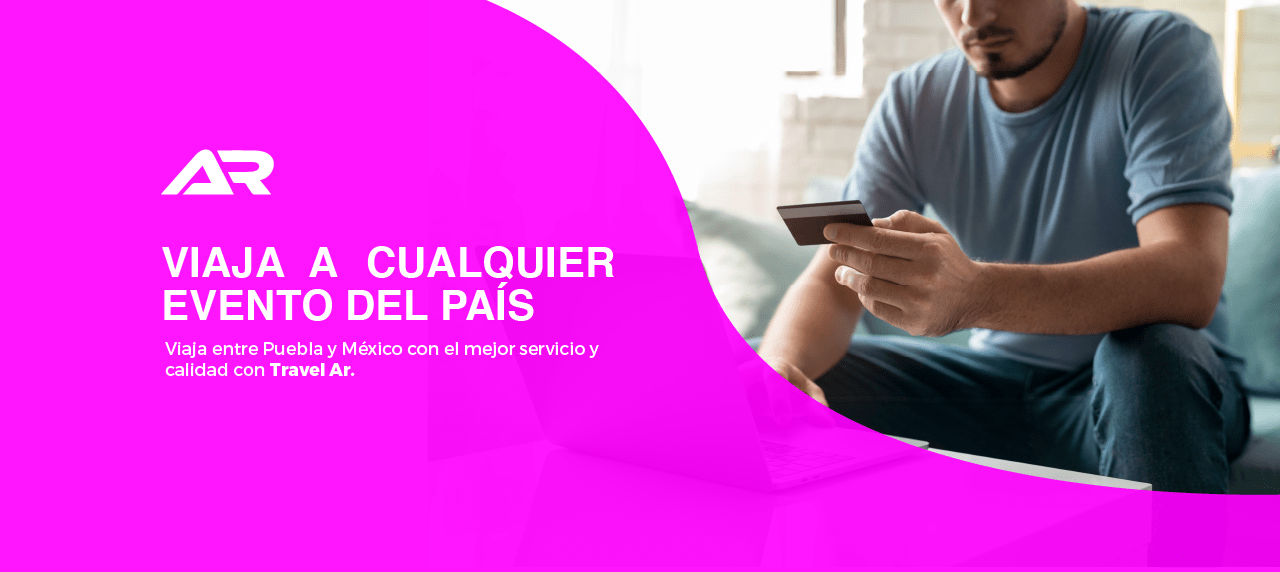 AR
VIAJA A CUALQUIER
EVENTO DEL PAÍS
Viaja entre Puebla y México con el mejor servicio y
calidad con Travel Ar.